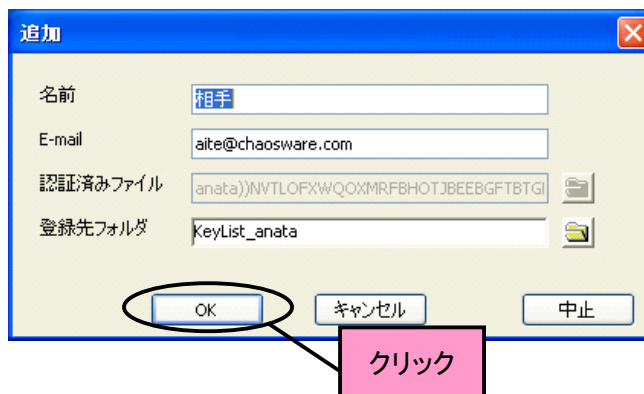 追加
名前
相手
E-mail
aite@chaosware.com
認証済みファイル
anata))NVTLOFXWQOXMRFBHOTJBEEBGFTBTGI
登録先フォルダ
KeyList_anata
OK
キャンセル
中止
クリック